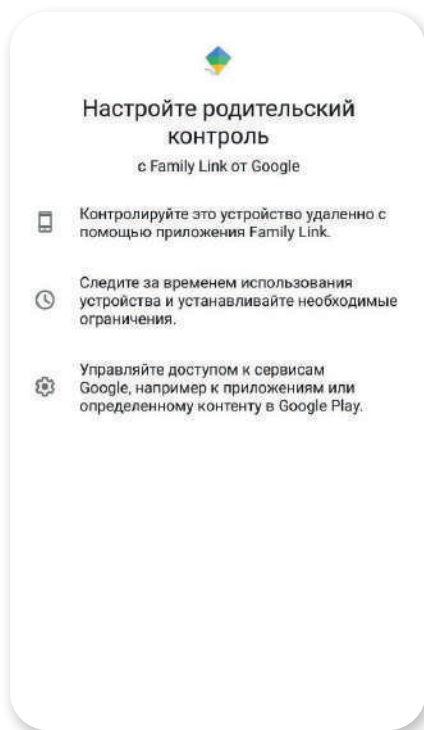 Настройте родительский
контроль
с Family Link от Google
Контролируйте это устройство удаленно с
помощью приложения Family Link.
Следите за временем использования
устройства и устанавливайте необходимые
ограничения.
Управляйте доступом к сервисам
Google, например к приложениям или
определенному контенту в Google Play.